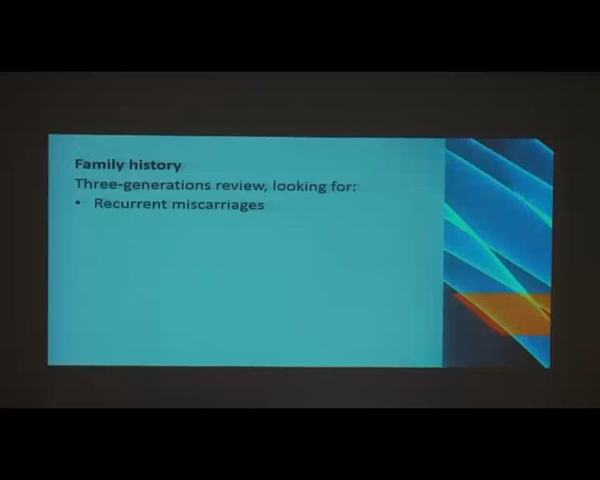 Family history
Three-generations review, looking for:
• Recurrent miscarriages